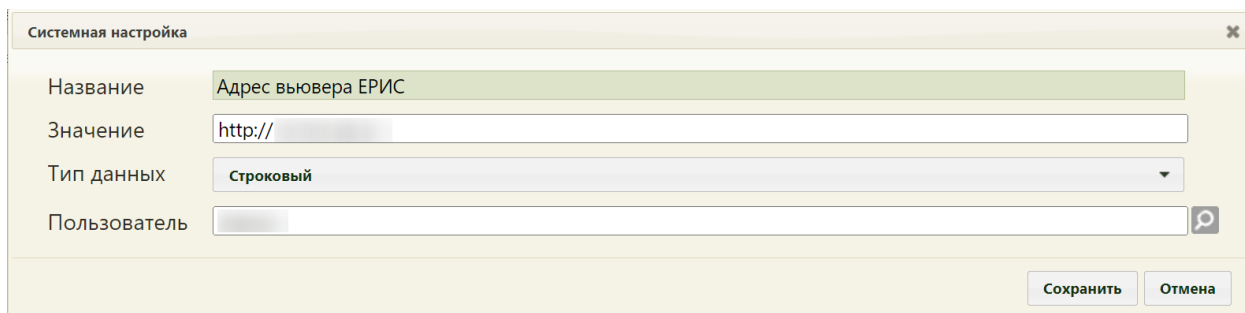 Системная настройка
Название Адрес вьювера ЕРИС
Значение http://
Тип данных Строковый
Пользователь
Сохранить Отмена